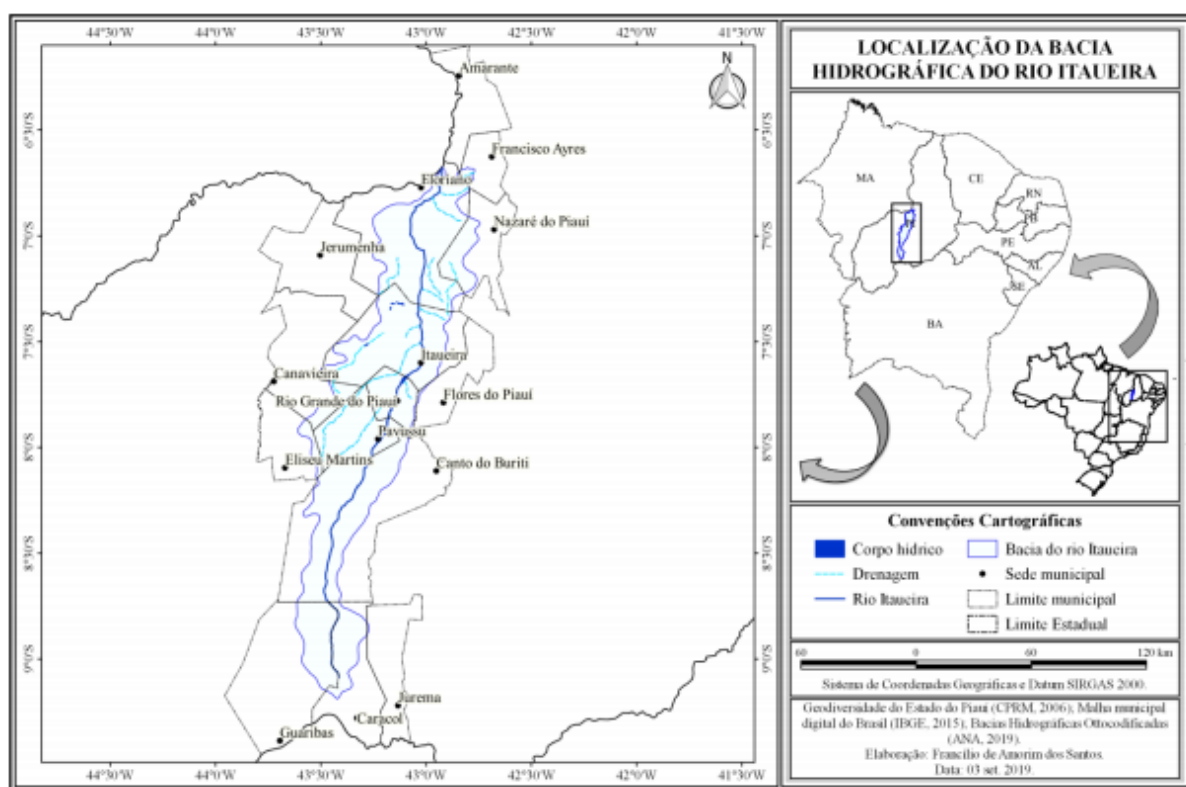 44°30'W 44°0'W 43°30'W 43°0'W 42°30'W 42°0'W 41°30'W
N
Amarante
6°30'S 6°30'S
Francisco Ayres
Floriano
Nazaré do Piauí
7°0'S 7°0'S
Jerumenha
7°30'S 7°30'S
Itaueira
Canavieira
Rio Grande do Piauí
Flores do Piauí
Pavussu
8°0'S 8°0'S
Eliseu Martins
Canto do Buriti
8°30'S 8°30'S
9°0'S 9°0'S
Jurema
Caracol
Guaribas
44°30'W 44°0'W 43°30'W 43°0'W 42°30'W 42°0'W 41°30'W
LOCALIZAÇÃO DA BACIA
HIDROGRÁFICA DO RIO ITAUEIRA
MA
CE
RN
PB
PE
AL
SE
BA
Convenções Cartográficas
Corpo hídrico
Bacia do rio Itaueira
Drenagem
Sede municipal
Rio Itaueira
Limite municipal
Limite Estadual
60 0 60 120 km
Sistema de Coordenadas Geográficas e Datum SIRGAS 2000.
Geodiversidade do Estado do Piauí (CPRM, 2006); Malha municipal
digital do Brasil (IBGE, 2015); Bacias Hidrográficas Ottocodificadas
(ANA, 2019).
Elaboração: Francílio de Amorim dos Santos.
Data: 03 set. 2019.